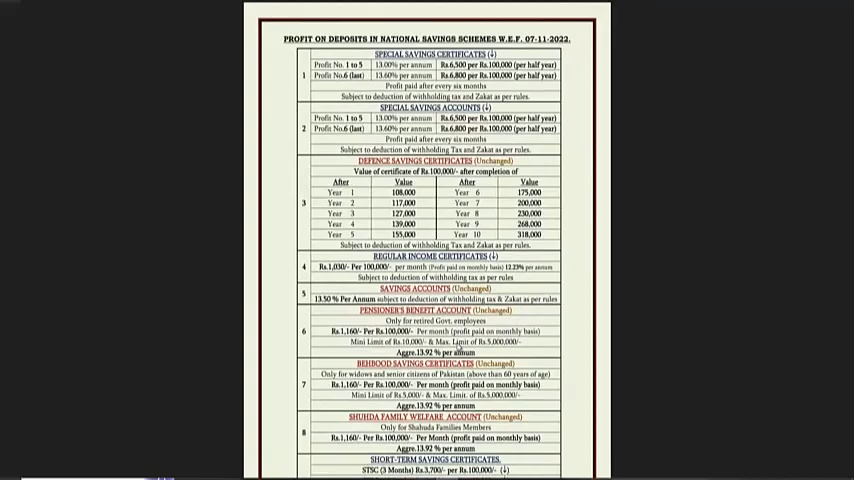 PROFIT ON DEPOSITS IN NATIONAL SAVINGS SCHEMES W.E.F. 07-11-2022.
SPECIAL SAVINGS CERTIFICATES (↓)
1
Profit No. 1 to 5 13.00% per annum Rs.6,500 per Rs.100,000 (per half year)
Profit No.6 (last) 13.60% per annum Rs.6,800 per Rs.100,000 (per half year)
Profit paid after every six months
Subject to deduction of withholding tax and Zakat as per rules.
SPECIAL SAVINGS ACCOUNTS (↓)
2
Profit No. 1 to 5 13.00% per annum Rs.6,500 per Rs.100,000 (per half year)
Profit No.6 (last) 13.60% per annum Rs.6,800 per Rs.100,000 (per half year)
Profit paid after every six months
Subject to deduction of withholding Tax and Zakat as per rules.
DEFENCE SAVINGS CERTIFICATES (Unchanged)
3
Value of certificate of Rs.100,000/- after completion of
After Value After Value
Year 1 108,000 Year 6 175,000
Year 2 117,000 Year 7 200,000
Year 3 127,000 Year 8 230,000
Year 4 139,000 Year 9 268,000
Year 5 155,000 Year 10 318,000
Subject to deduction of withholding Tax and Zakat as per rules.
REGULAR INCOME CERTIFICATES (↓)
4
Rs.1,030/- Per 100,000/- per month (Profit paid on monthly basis) 12.23% per annum
Subject to deduction of withholding tax as per rules
SAVINGS ACCOUNTS (Unchanged)
5
13.50 % Per Annum subject to deduction of withholding tax & Zakat as per rules
PENSIONER'S BENEFIT ACCOUNT (Unchanged)
6
Only for retired Govt. employees
Rs.1,160/- Per Rs.100,000/- Per month (profit paid on monthly basis)
Mini Limit of Rs.10,000/- & Max. Limit of Rs.5,000,000/-
Aggre.13.92 % per annum
BEHBOOD SAVINGS CERTIFICATES (Unchanged)
7
Only for widows and senior citizens of Pakistan (above than 60 years of age)
Rs.1,160/- Per Rs.100,000/- Per month (profit paid on monthly basis)
Mini Limit of Rs.5,000/- & Max. Limit. of Rs.5,000,000/-
Aggre.13.92 % per annum
SHUHDA FAMILY WELFARE ACCOUNT (Unchanged)
8
Only for Shahuda Families Members
Rs.1,160/- Per Rs.100,000/- Per Month (profit paid on monthly basis)
Aggre.13.92 % per annum
SHORT-TERM SAVINGS CERTIFICATES.
STSC (3 Months) Rs.3,700/- per Rs.100,000/- (↓)